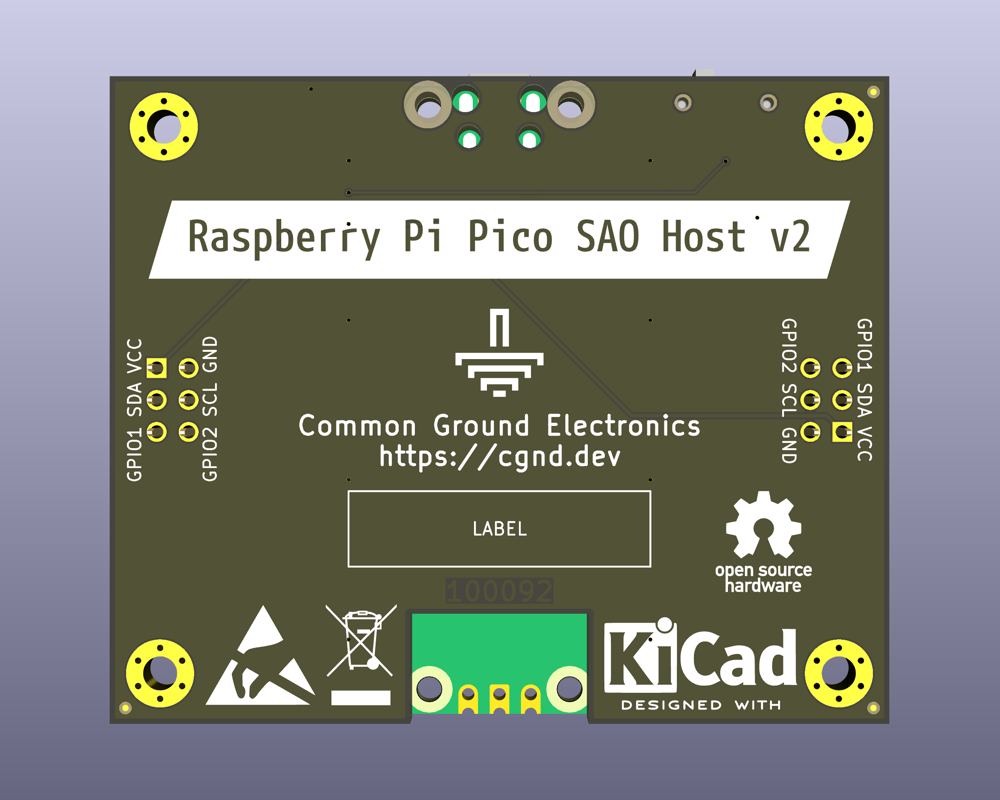 Raspberry Pi Pico SAO Host v2
GPIO1 SDA VCC
GPIO2 SCL GND
GPIO2 SCL GND
GPIO1 SDA VCC
Common Ground Electronics
https://cgnd.dev
LABEL
open source
hardware
100092
KiCad
DESIGNED WITH